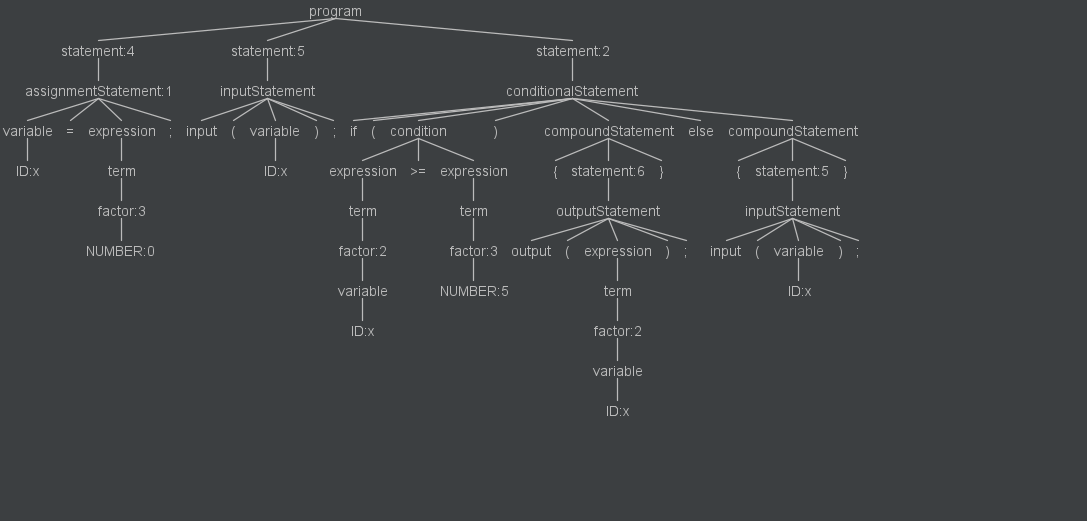 program
statement:4 statement:5 statement:2
assignmentStatement:1 inputStatement conditionalStatement
variable = expression ; input ( variable ) ; if ( condition ) compoundStatement else compoundStatement
ID:x term ID:x expression >= expression { statement:6 } { statement:5 }
factor:3 term term outputStatement inputStatement
NUMBER:0 factor:2 factor:3 output ( expression ) ; input ( variable ) ;
variable NUMBER:5 term ID:x
ID:x factor:2
variable
ID:x